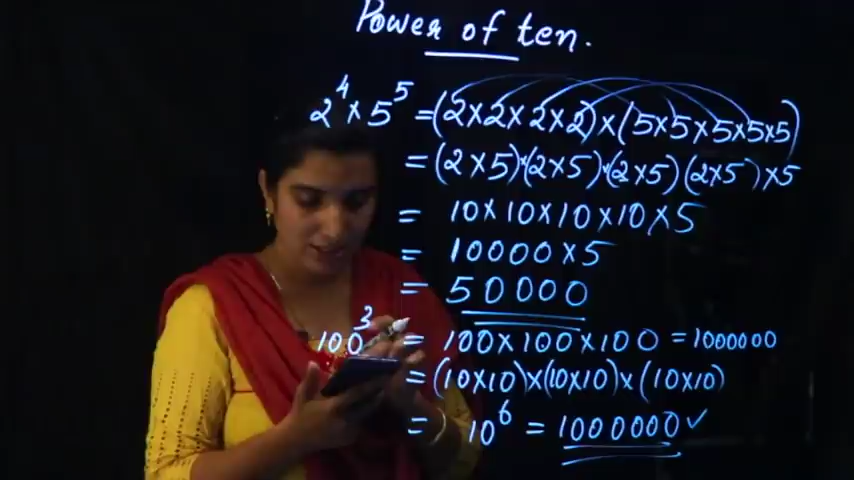 Power of ten.
2⁴ × 5⁵ = (2×2×2×2)×(5×5×5×5×5)
= (2×5)×(2×5)×(2×5)(2×5)×5
= 10×10×10×10×5
= 10000×5
= 50000
100³ = 100×100×100 = 1000000
= (10×10)×(10×10)×(10×10)
= 10⁶ = 1000000✓